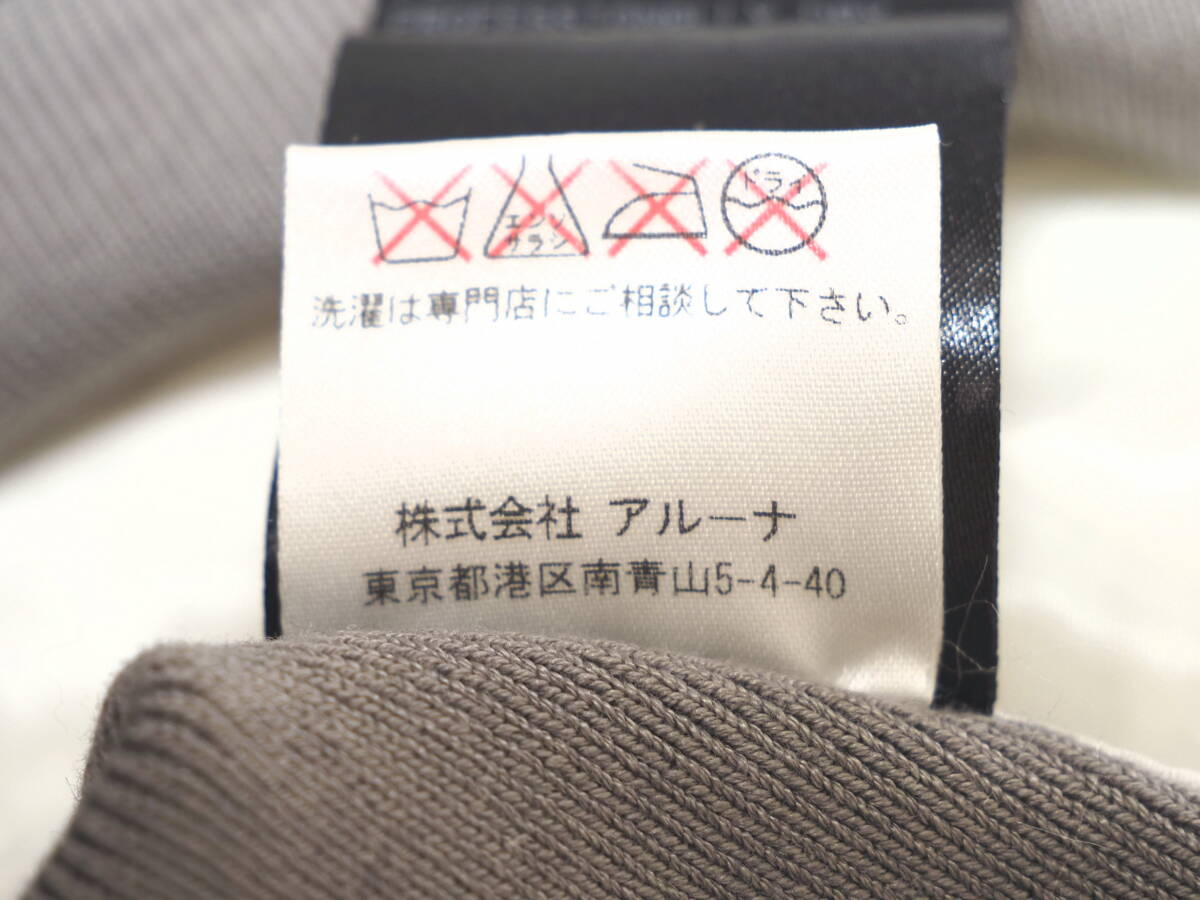 エンソ
サラシ
ドライ
洗濯は専門店にご相談して下さい。
株式会社 アルーナ
東京都港区南青山5-4-40